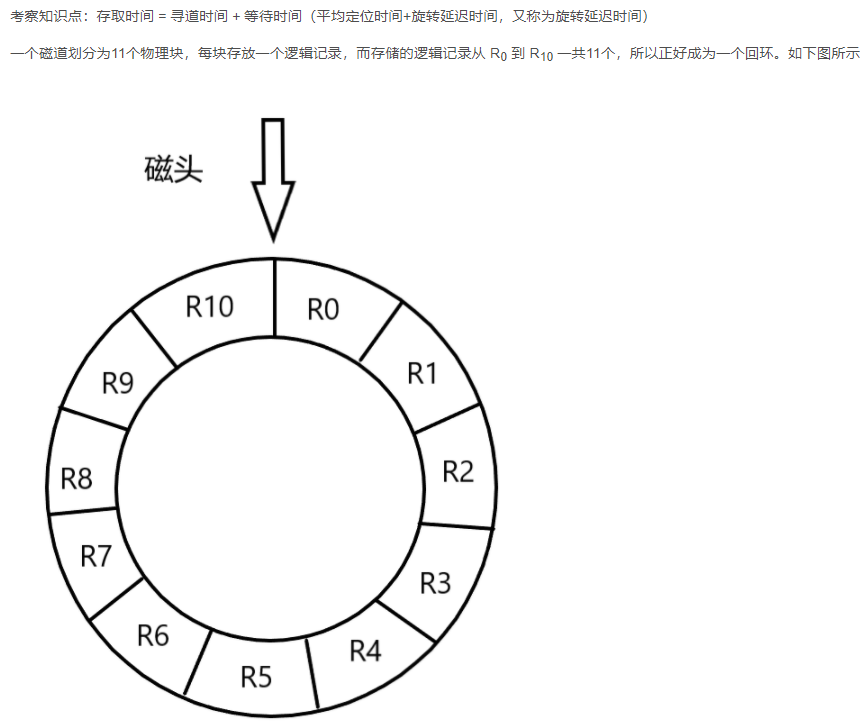 考察知识点：存取时间 = 寻道时间 + 等待时间（平均定位时间+旋转延迟时间，又称为旋转延迟时间）
一个磁道划分为11个物理块，每块存放一个逻辑记录，而存储的逻辑记录从 R0 到 R10 一共11个，所以正好成为一个回环。如下图所示
磁头
R10
R0
R9
R1
R8
R2
R7
R3
R6
R4
R5